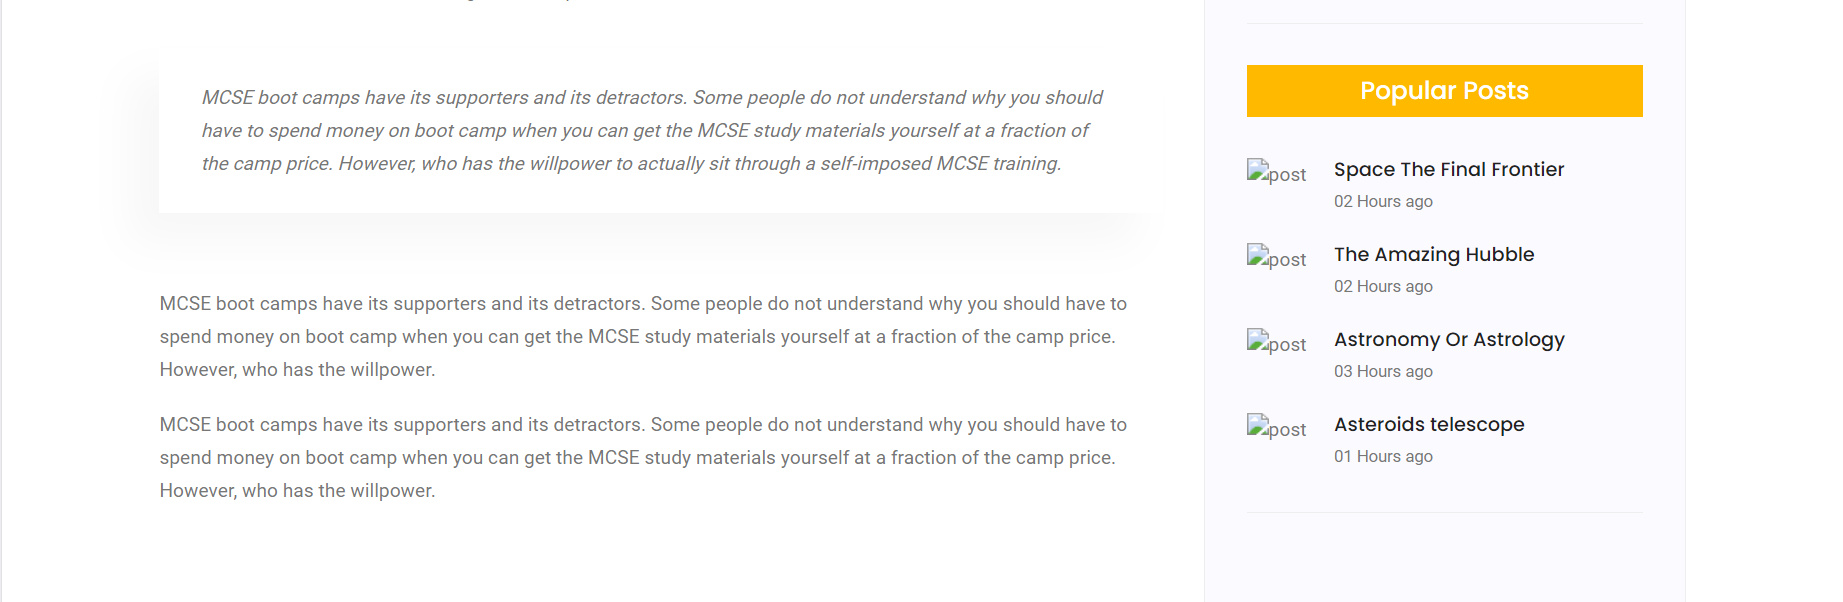 MCSE boot camps have its supporters and its detractors. Some people do not understand why you should
have to spend money on boot camp when you can get the MCSE study materials yourself at a fraction of
the camp price. However, who has the willpower to actually sit through a self-imposed MCSE training.
MCSE boot camps have its supporters and its detractors. Some people do not understand why you should have to
spend money on boot camp when you can get the MCSE study materials yourself at a fraction of the camp price.
However, who has the willpower.
MCSE boot camps have its supporters and its detractors. Some people do not understand why you should have to
spend money on boot camp when you can get the MCSE study materials yourself at a fraction of the camp price.
However, who has the willpower.
Popular Posts
post
Space The Final Frontier
02 Hours ago
post
The Amazing Hubble
02 Hours ago
post
Astronomy Or Astrology
03 Hours ago
post
Asteroids telescope
01 Hours ago